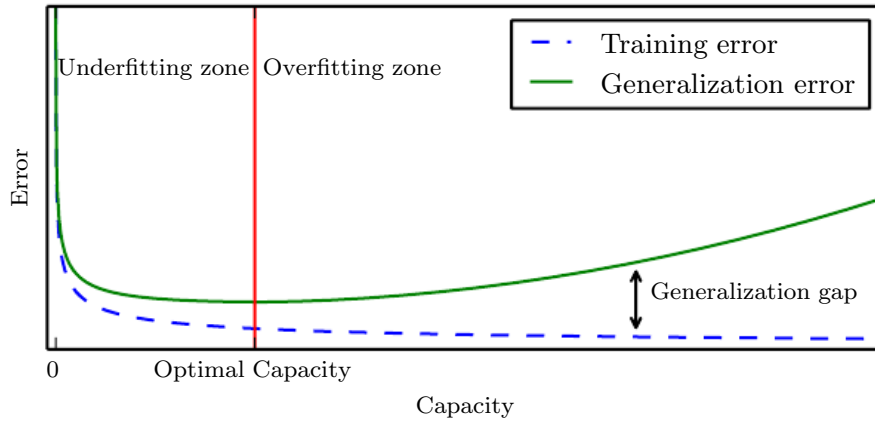 Underfitting zone
Overfitting zone
Training error
Generalization error
Error
Generalization gap
0
Optimal Capacity
Capacity